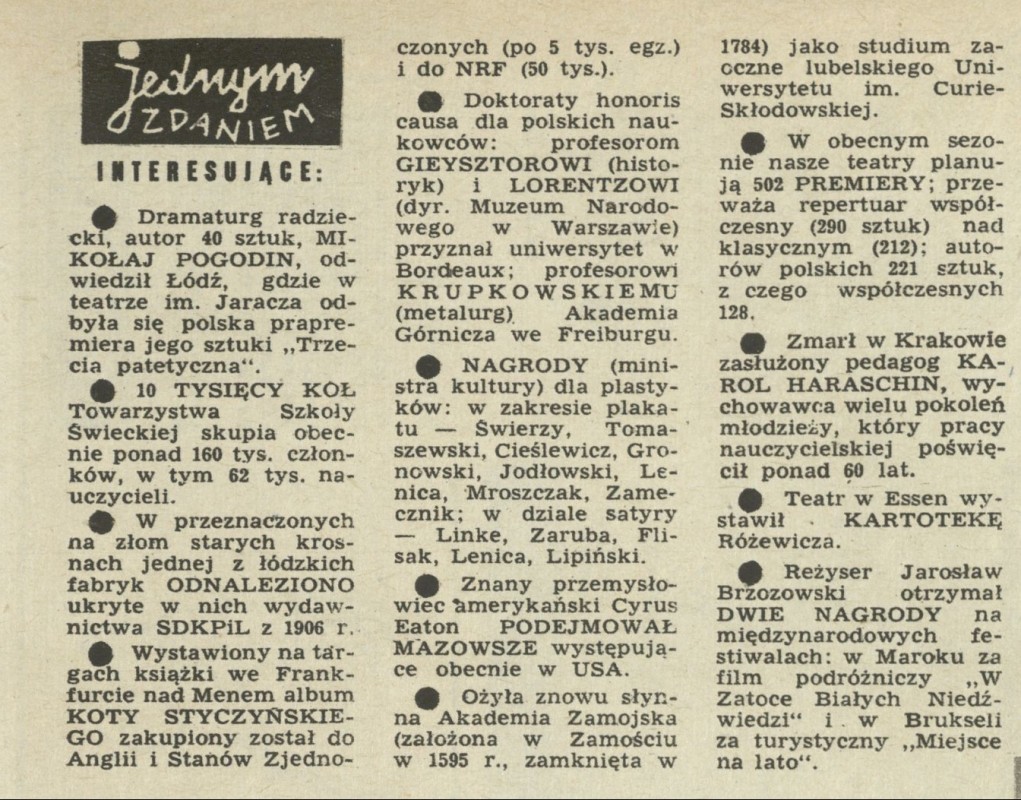 jednym
ZDANIEM
INTERESUJĄCE:
● Dramaturg radzie-
cki, autor 40 sztuk, MI-
KOŁAJ POGODIN, od-
wiedził Łódź, gdzie w
teatrze im. Jaracza od-
była się polska prapre-
miera jego sztuki „Trze-
cia patetyczna“.
● 10 TYSIĘCY KÓŁ
Towarzystwa Szkoły
Świeckiej skupia obec-
nie ponad 160 tys. człon-
ków, w tym 62 tys. na-
uczycieli.
● W przeznaczonych
na złom starych kros-
nach jednej z łódzkich
fabryk ODNALEZIONO
ukryte w nich wydaw-
nictwa SDKPiL z 1906 r.
● Wystawiony na tar-
gach książki we Frank-
furcie nad Menem album
KOTY STYCZYŃSKIE-
GO zakupiony został do
Anglii i Stanów Zjedno-
czonych (po 5 tys. egz.)
i do NRF (50 tys.).
● Doktoraty honoris
causa dla polskich nau-
kowców: profesorom
GIEYSZTOROWI (histo-
ryk) i LORENTZOWI
(dyr. Muzeum Narodo-
wego w Warszawie)
przyznał uniwersytet w
Bordeaux; profesorowi
KRUPKOWSKIEMU
(metalurg) Akademia
Górnicza we Freiburgu.
● NAGRODY (mini-
stra kultury) dla plasty-
ków: w zakresie plaka-
tu — Świerzy, Toma-
szewski, Cieślewicz, Gro-
nowski, Jodłowski, Le-
nica, Mroszczak, Zame-
cznik; w dziale satyry
— Linke, Zaruba, Fli-
sak, Lenica, Lipiński.
● Znany przemysło-
wiec amerykański Cyrus
Eaton PODEJMOWAŁ
MAZOWSZE występują-
ce obecnie w USA.
● Ożyła znowu słyn-
na Akademia Zamojska
(założona w Zamościu
w 1595 r., zamknięta w
1784) jako studium za-
oczne lubelskiego Uni-
wersytetu im. Curie-
Skłodowskiej.
● W obecnym sezo-
nie nasze teatry planu-
ją 502 PREMIERY; prze-
waża repertuar współ-
czesny (290 sztuk) nad
klasycznym (212); auto-
rów polskich 221 sztuk,
z czego współczesnych
128.
● Zmarł w Krakowie
zasłużony pedagog KA-
ROL HARASCHIN, wy-
chowawca wielu pokoleń
młodzieży, który pracy
nauczycielskiej poświę-
cił ponad 60 lat.
● Teatr w Essen wy-
stawił KARTOTEKĘ
Różewicza.
● Reżyser Jarosław
Brzozowski otrzymał
DWIE NAGRODY na
międzynarodowych fe-
stiwalach: w Maroku za
film podróżniczy „W
Zatoce Białych Niedź-
wiedzi“ i w Brukseli
za turystyczny „Miejsce
na lato“.